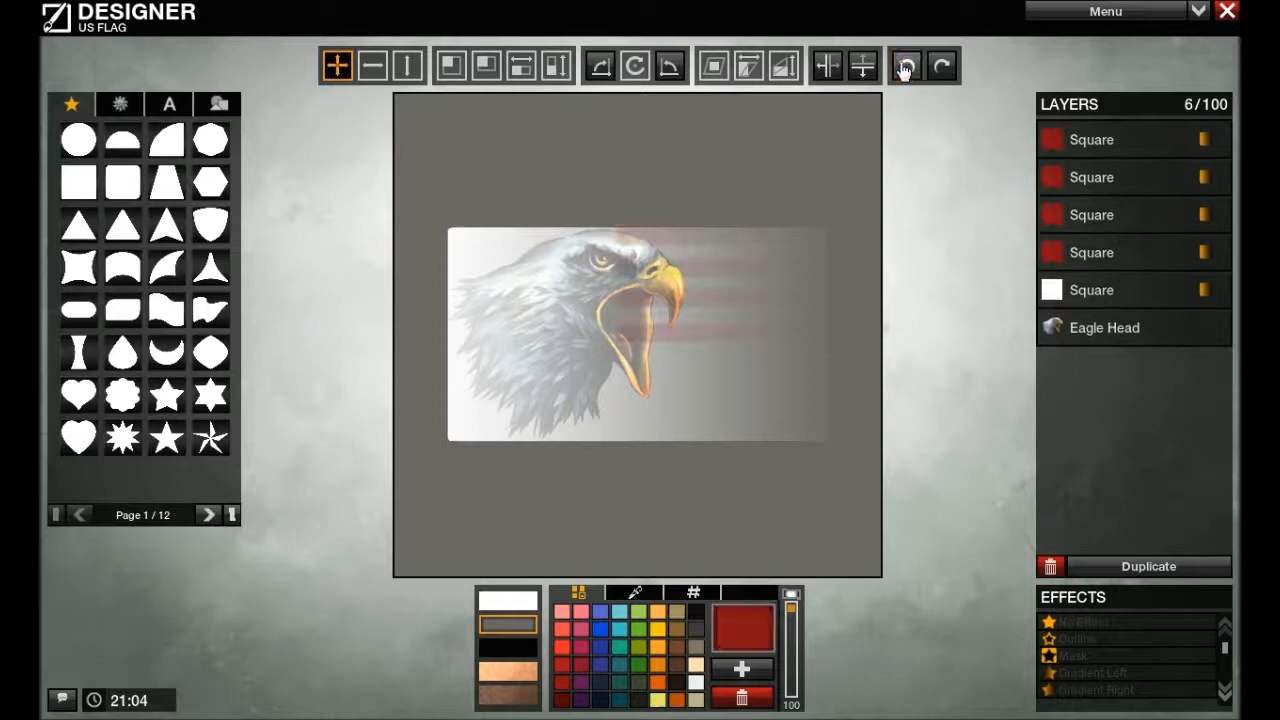 DESIGNER
US FLAG
Menu
A
LAYERS 6/100
Square
Square
Square
Square
Square
Eagle Head
Page 1 / 12
Duplicate
EFFECTS
No Effect
Outline
Mask
Gradient Left
Gradient Right
#
100
21:04